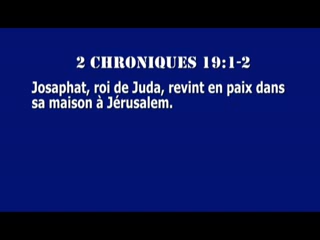 2 CHRONIQUES 19:1-2
Josaphat, roi de Juda, revint en paix dans
sa maison à Jérusalem.